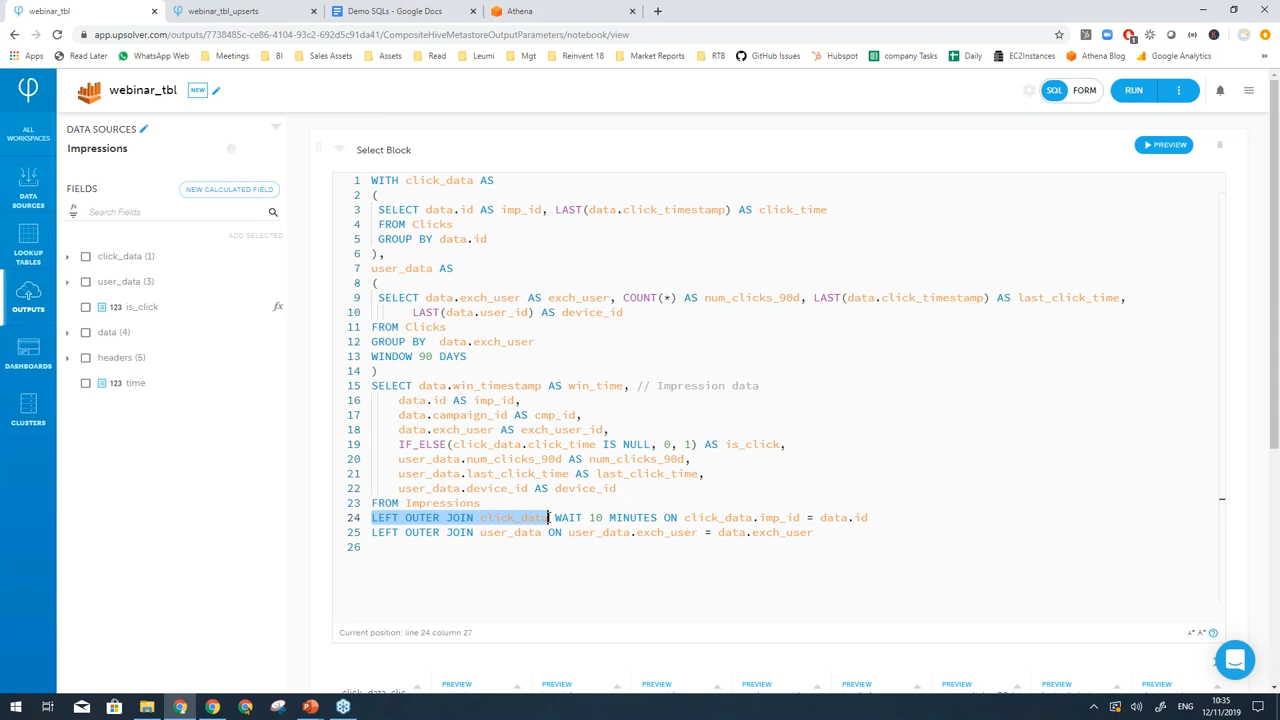 webinar_tbl
webinar_tbl_upserts
Demo SQLs - Google Docs
Athena
app.upsolver.com/outputs/7738485c-ce86-4104-93c2-692d5c91da41/CompositeHiveMetastoreOutputParameters/notebook/view
Apps
Read Later
WhatsApp Web
Meetings
BI
Sales Assets
Assets
Read
Leumi
Mgt
Reinvent 18
Market Reports
RTB
GitHub Issues
Hubspot
company Tasks
Daily
EC2Instances
Athena Blog
Google Analytics
webinar_tbl
NEW
SQL
FORM
RUN
ALL WORKSPACES
DATA SOURCES
LOOKUP TABLES
OUTPUTS
DASHBOARDS
CLUSTERS
DATA SOURCES
Impressions
FIELDS
NEW CALCULATED FIELD
fx
Search Fields
ADD SELECTED
click_data (1)
user_data (3)
123 is_click fx
data (4)
headers (5)
123 time
Select Block
PREVIEW
1 WITH click_data AS
2 (
3 SELECT data.id AS imp_id, LAST(data.click_timestamp) AS click_time
4 FROM Clicks
5 GROUP BY data.id
6 ),
7 user_data AS
8 (
9 SELECT data.exch_user AS exch_user, COUNT(*) AS num_clicks_90d, LAST(data.click_timestamp) AS last_click_time,
10 LAST(data.user_id) AS device_id
11 FROM Clicks
12 GROUP BY data.exch_user
13 WINDOW 90 DAYS
14 )
15 SELECT data.win_timestamp AS win_time, // Impression data
16 data.id AS imp_id,
17 data.campaign_id AS cmp_id,
18 data.exch_user AS exch_user_id,
19 IF_ELSE(click_data.click_time IS NULL, 0, 1) AS is_click,
20 user_data.num_clicks_90d AS num_clicks_90d,
21 user_data.last_click_time AS last_click_time,
22 user_data.device_id AS device_id
23 FROM Impressions
24 LEFT OUTER JOIN click_data WAIT 10 MINUTES ON click_data.imp_id = data.id
25 LEFT OUTER JOIN user_data ON user_data.exch_user = data.exch_user
26
Current position: line 24 column 27
PREVIEW PREVIEW PREVIEW PREVIEW PREVIEW PREVIEW PREVIEW PREVIEW
ENG
10:35
12/11/2019